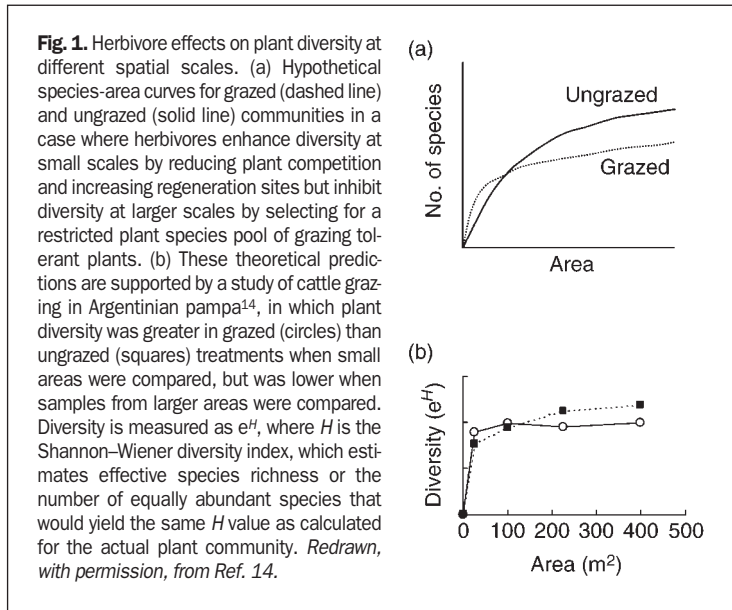 Fig. 1. Herbivore effects on plant diversity at
different spatial scales. (a) Hypothetical
species-area curves for grazed (dashed line)
and ungrazed (solid line) communities in a
case where herbivores enhance diversity at
small scales by reducing plant competition
and increasing regeneration sites but inhibit
diversity at larger scales by selecting for a
restricted plant species pool of grazing tol-
erant plants. (b) These theoretical predic-
tions are supported by a study of cattle graz-
ing in Argentinian pampa¹⁴, in which plant
diversity was greater in grazed (circles) than
ungrazed (squares) treatments when small
areas were compared, but was lower when
samples from larger areas were compared.
Diversity is measured as eᴴ, where H is the
Shannon–Wiener diversity index, which esti-
mates effective species richness or the
number of equally abundant species that
would yield the same H value as calculated
for the actual plant community. Redrawn,
with permission, from Ref. 14.
(a)
No. of species
Ungrazed
Grazed
Area
(b)
Diversity (eᴴ)
0 100 200 300 400 500
Area (m²)